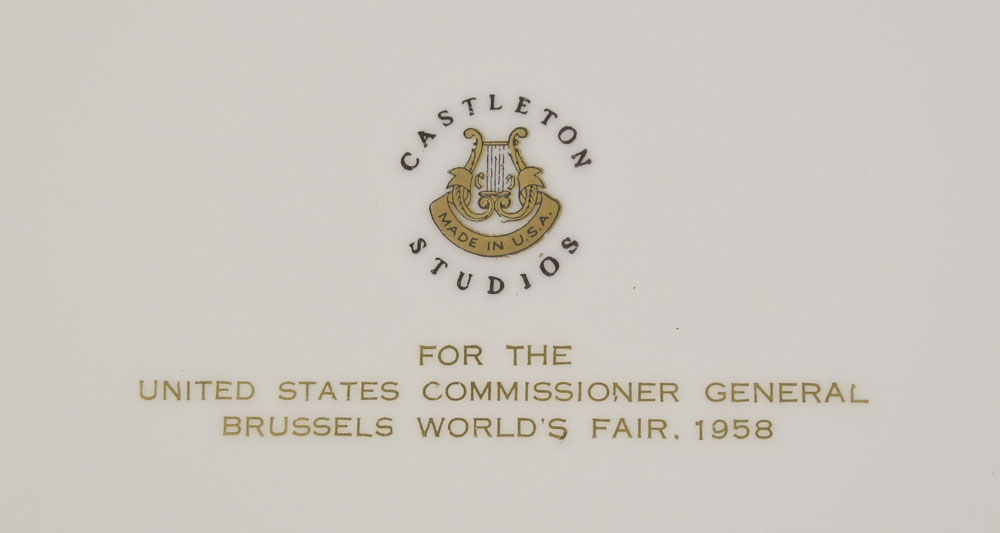 CASTLETON
MADE IN U.S.A.
STUDIOS
FOR THE
UNITED STATES COMMISSIONER GENERAL
BRUSSELS WORLD'S FAIR. 1958